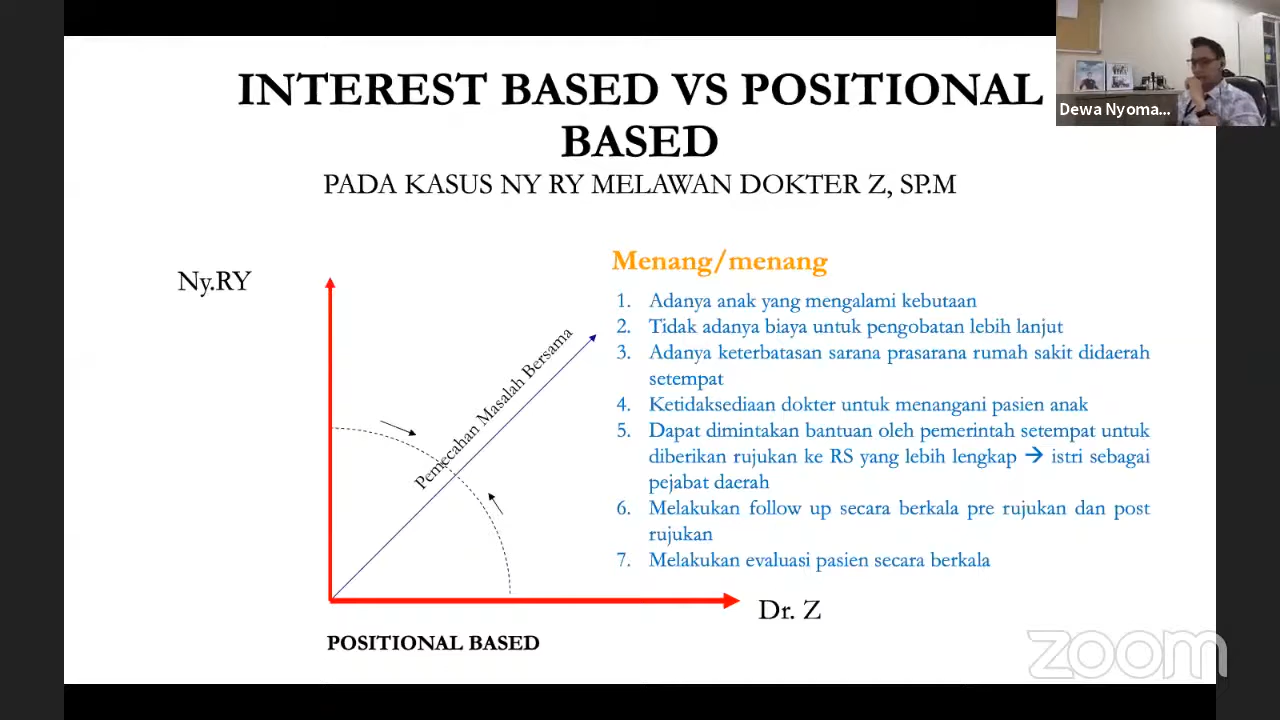 INTEREST BASED VS POSITIONAL
BASED
PADA KASUS NY RY MELAWAN DOKTER Z, SP.M
Dewa Nyoma...
Ny.RY
Pemecahan Masalah Bersama
Menang/menang
1. Adanya anak yang mengalami kebutaan
2. Tidak adanya biaya untuk pengobatan lebih lanjut
3. Adanya keterbatasan sarana prasarana rumah sakit didaerah
setempat
4. Ketidaksediaan dokter untuk menangani pasien anak
5. Dapat dimintakan bantuan oleh pemerintah setempat untuk
diberikan rujukan ke RS yang lebih lengkap → istri sebagai
pejabat daerah
6. Melakukan follow up secara berkala pre rujukan dan post
rujukan
7. Melakukan evaluasi pasien secara berkala
Dr. Z
POSITIONAL BASED
zoom